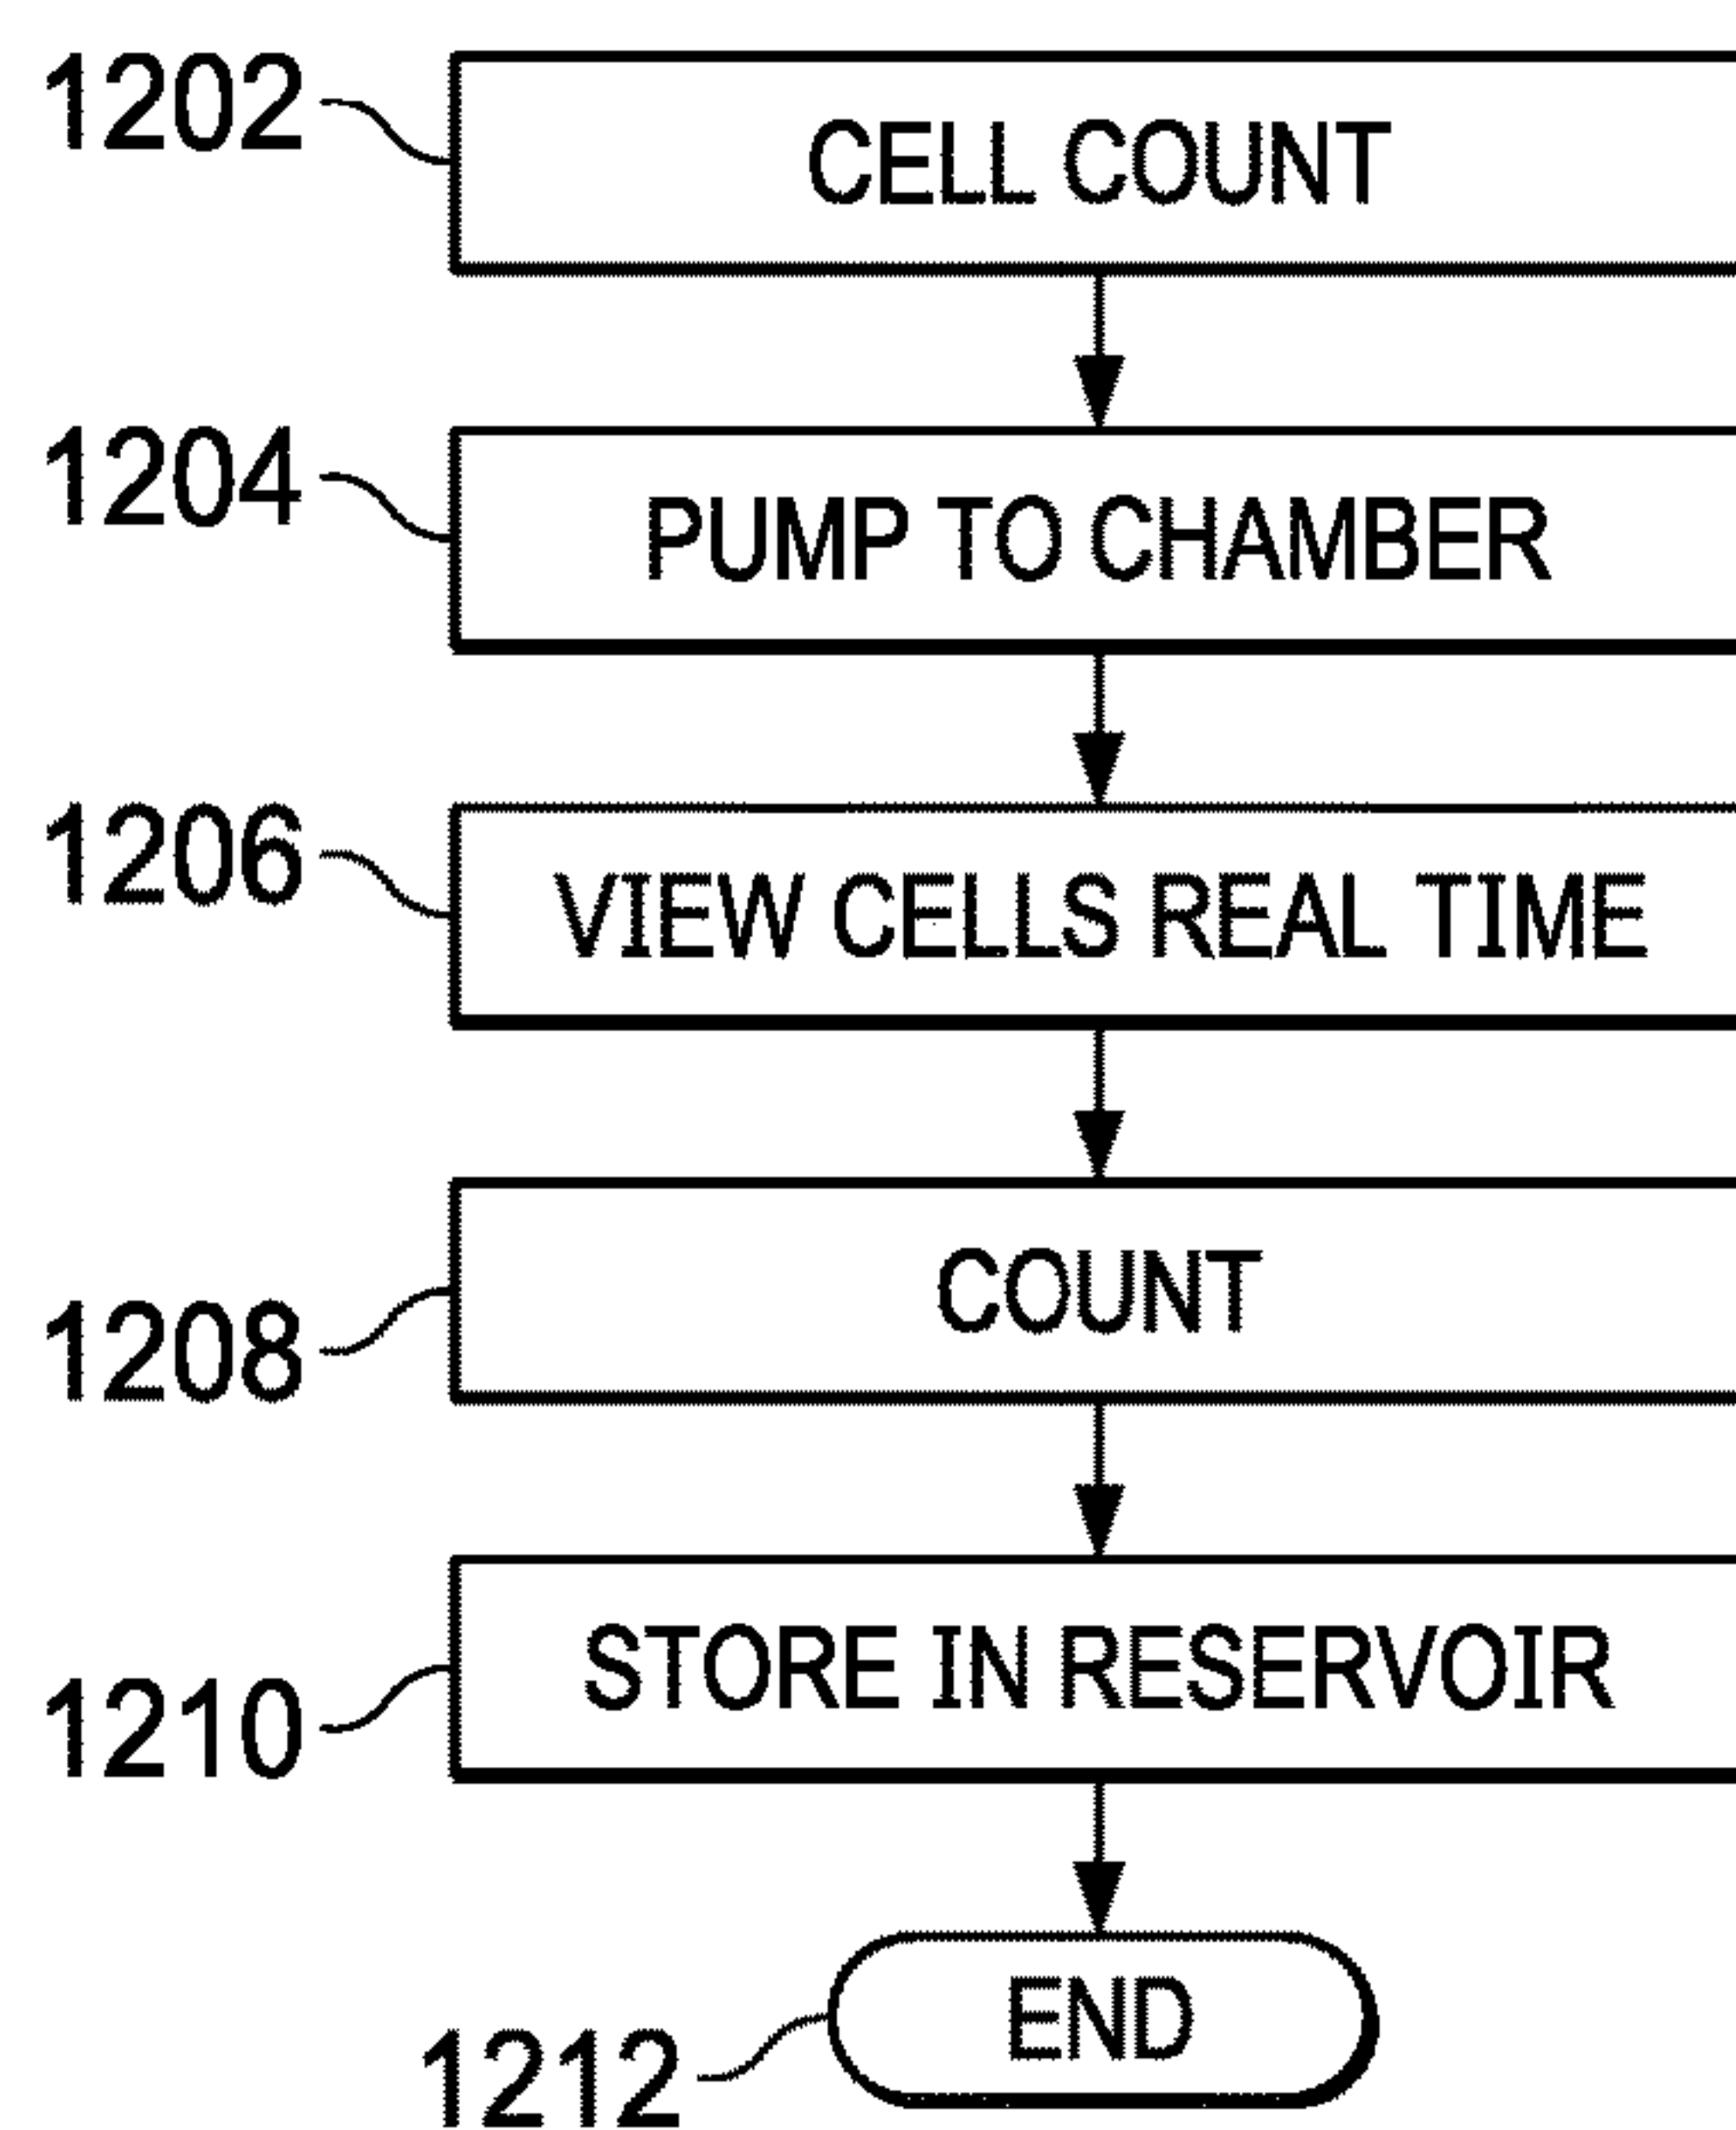 1202
CELL COUNT
1204
PUMP TO CHAMBER
1206
VIEW CELLS REAL TIME
COUNT
1208
STORE IN RESERVOIR
1210
END
1212